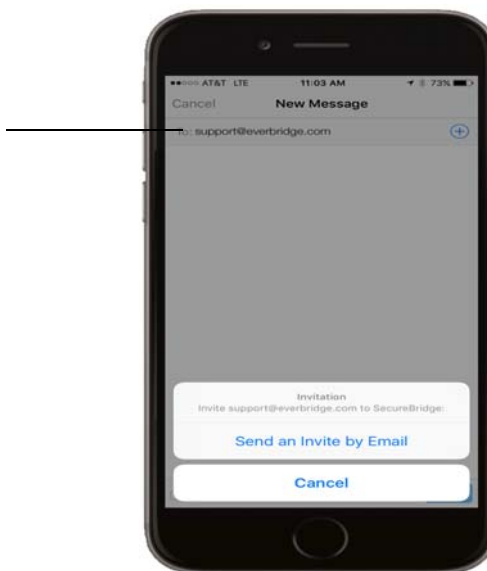 AT&T LTE 11:03 AM 73%
Cancel New Message
To: support@everbridge.com
Invitation
Invite support@everbridge.com to SecureBridge:
Send an Invite by Email
Cancel